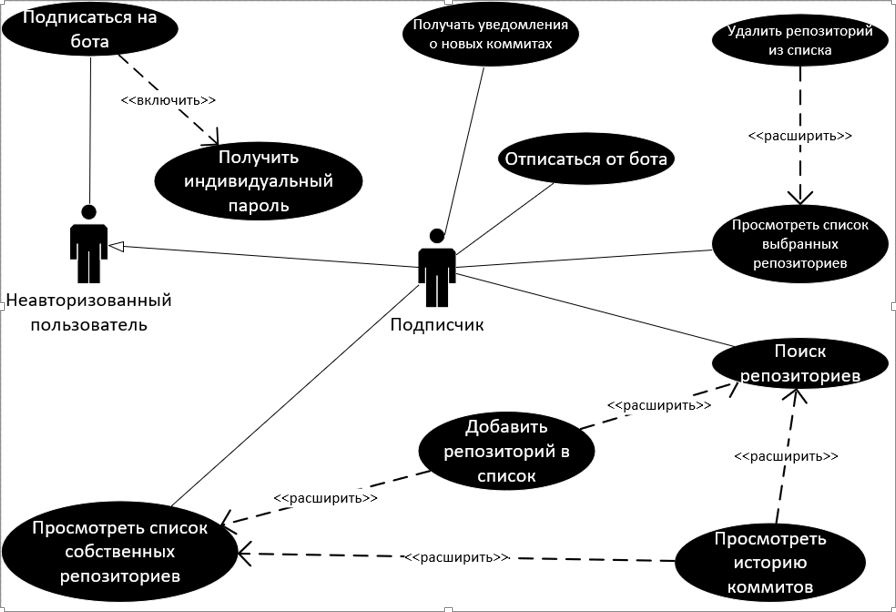 Подписаться на
бота
<<включить>>
Получить
индивидуальный
пароль
Неавторизованный
пользователь
Получать уведомления
о новых коммитах
Отписаться от бота
Подписчик
Удалить репозиторий
из списка
<<расширить>>
Просмотреть список
выбранных
репозиториев
Поиск
репозиториев
<<расширить>>
Добавить
репозиторий в
список
<<расширить>>
<<расширить>>
Просмотреть список
собственных
репозиториев
<<расширить>>
Просмотреть
историю
коммитов